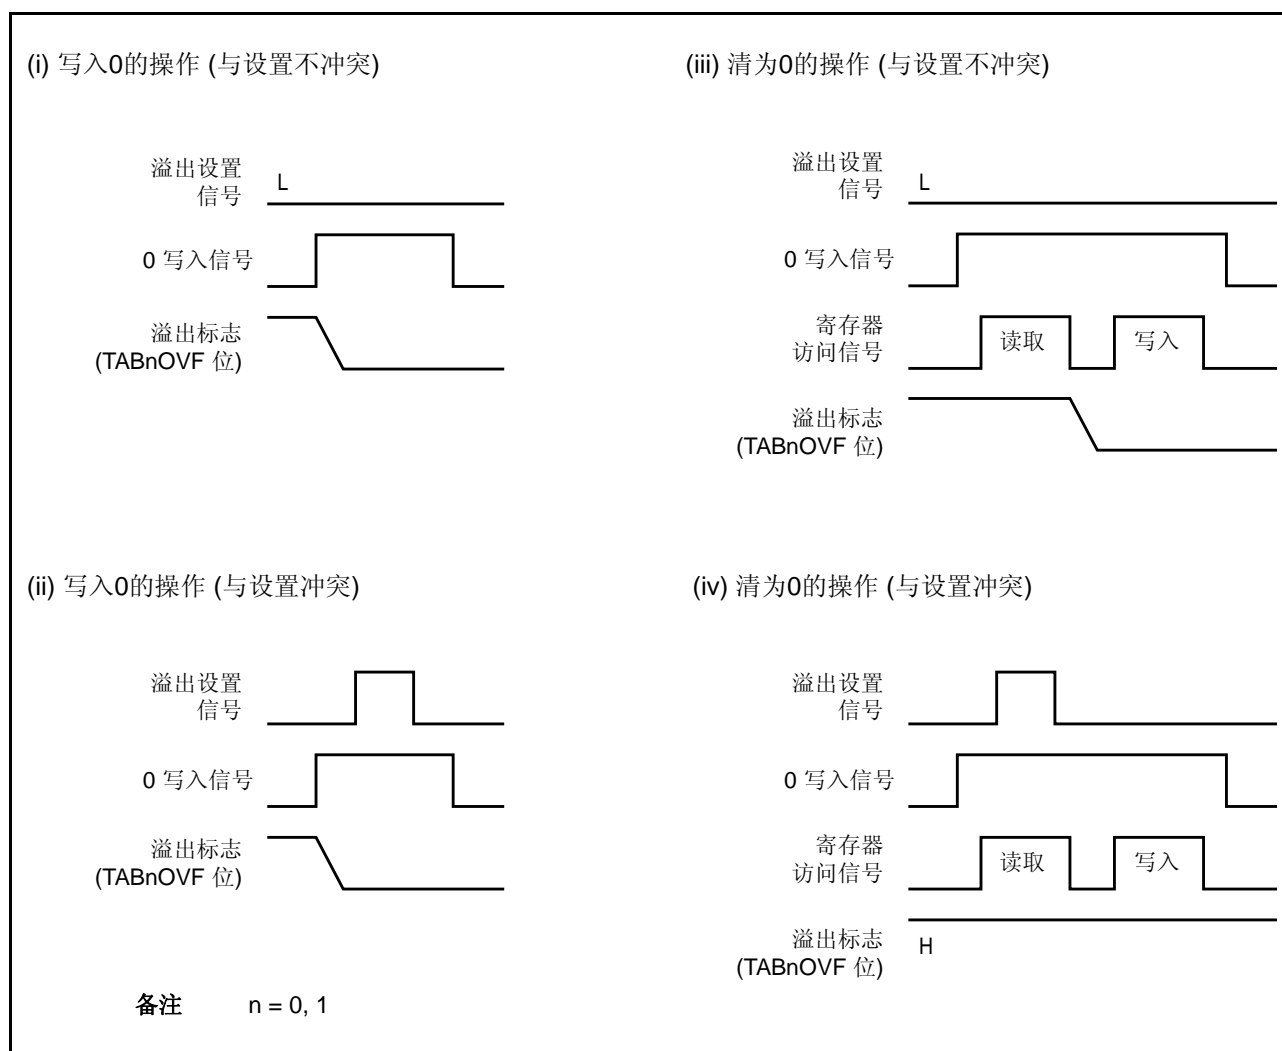 (i) 写入0的操作 (与设置不冲突)
溢出设置
信号
L
0 写入信号
溢出标志
(TABnOVF 位)
(iii) 清为0的操作 (与设置不冲突)
溢出设置
信号
L
0 写入信号
寄存器
访问信号
读取
写入
溢出标志
(TABnOVF 位)
(ii) 写入0的操作 (与设置冲突)
溢出设置
信号
0 写入信号
溢出标志
(TABnOVF 位)
(iv) 清为0的操作 (与设置冲突)
溢出设置
信号
0 写入信号
寄存器
访问信号
读取
写入
溢出标志
(TABnOVF 位)
H
备注 n = 0, 1